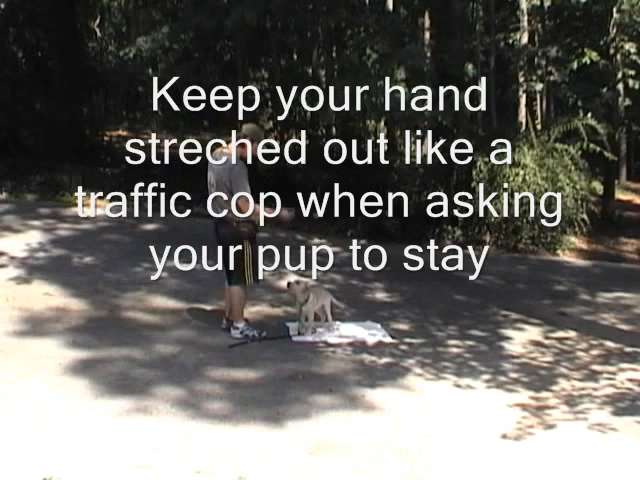 Keep your hand
streched out like a
traffic cop when asking
your pup to stay